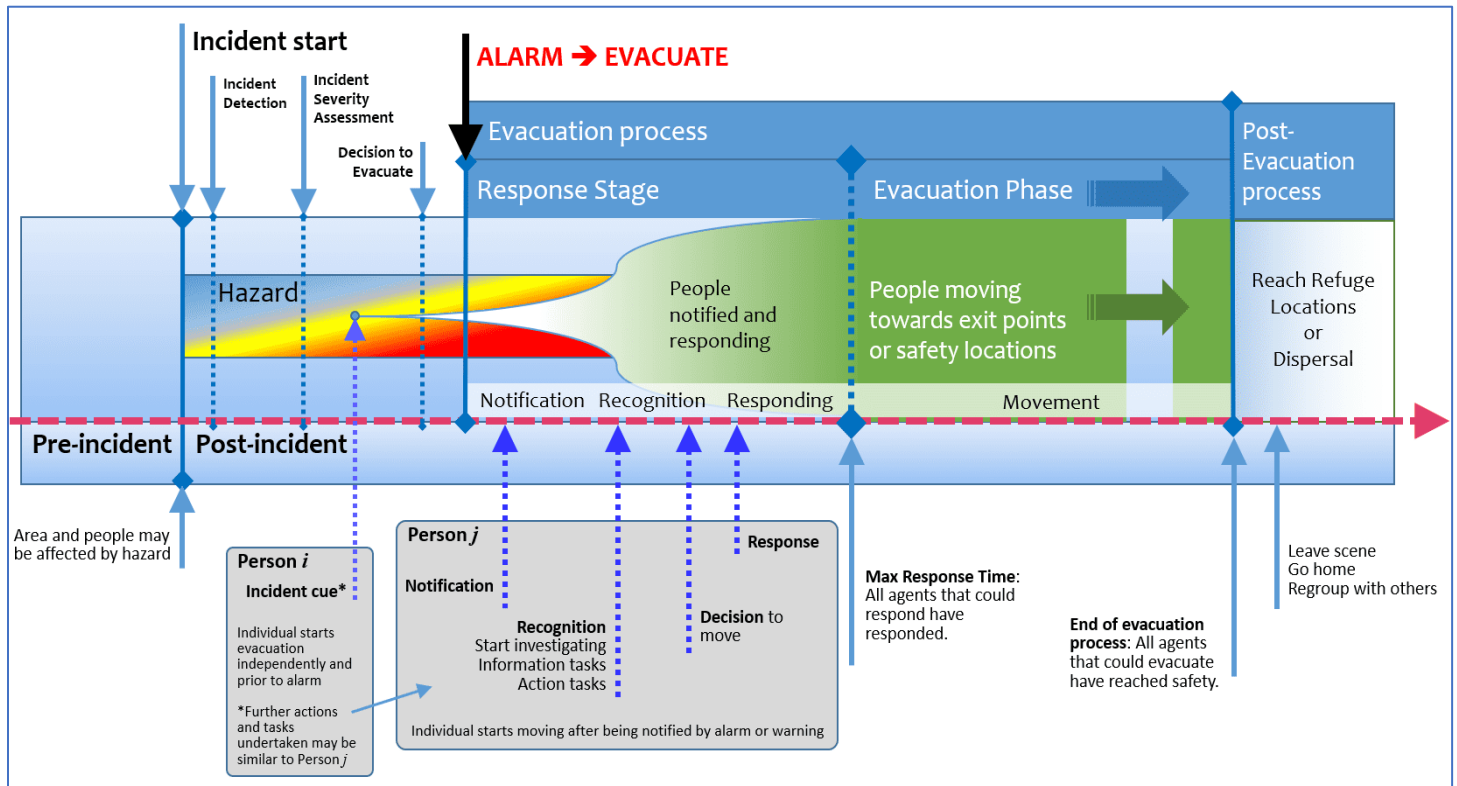 Incident start
Incident
Detection
Incident
Severity
Assessment
Decision to
Evacuate
ALARM ➔ EVACUATE
Evacuation process
Response Stage
Evacuation Phase
Post-
Evacuation
process
Hazard
People
notified and
responding
People moving
towards exit points
or safety locations
Reach Refuge
Locations
or
Dispersal
Notification
Recognition
Responding
Movement
Pre-incident
Post-incident
Area and people may
be affected by hazard
Person i
Incident cue*
Individual starts
evacuation
independently and
prior to alarm
*Further actions
and tasks
undertaken may be
similar to Person j
Person j
Notification
Recognition
Start investigating
Information tasks
Action tasks
Decision to
move
Response
Individual starts moving after being notified by alarm or warning
Max Response Time:
All agents that could
respond have
responded.
End of evacuation
process: All agents
that could evacuate
have reached safety.
Leave scene
Go home
Regroup with others